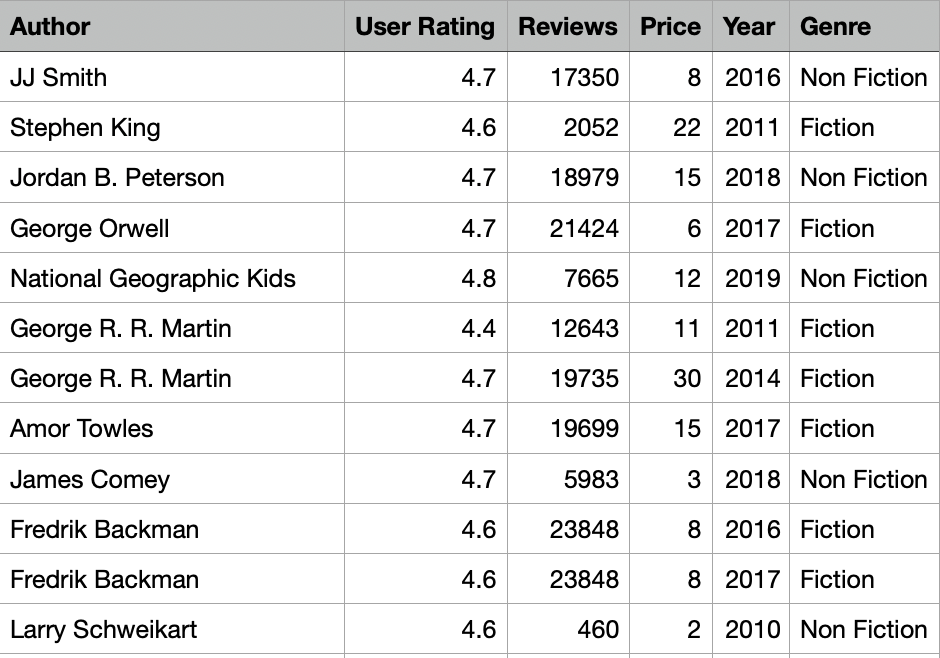 Author User Rating Reviews Price Year Genre
JJ Smith 4.7 17350 8 2016 Non Fiction
Stephen King 4.6 2052 22 2011 Fiction
Jordan B. Peterson 4.7 18979 15 2018 Non Fiction
George Orwell 4.7 21424 6 2017 Fiction
National Geographic Kids 4.8 7665 12 2019 Non Fiction
George R. R. Martin 4.4 12643 11 2011 Fiction
George R. R. Martin 4.7 19735 30 2014 Fiction
Amor Towles 4.7 19699 15 2017 Fiction
James Comey 4.7 5983 3 2018 Non Fiction
Fredrik Backman 4.6 23848 8 2016 Fiction
Fredrik Backman 4.6 23848 8 2017 Fiction
Larry Schweikart 4.6 460 2 2010 Non Fiction